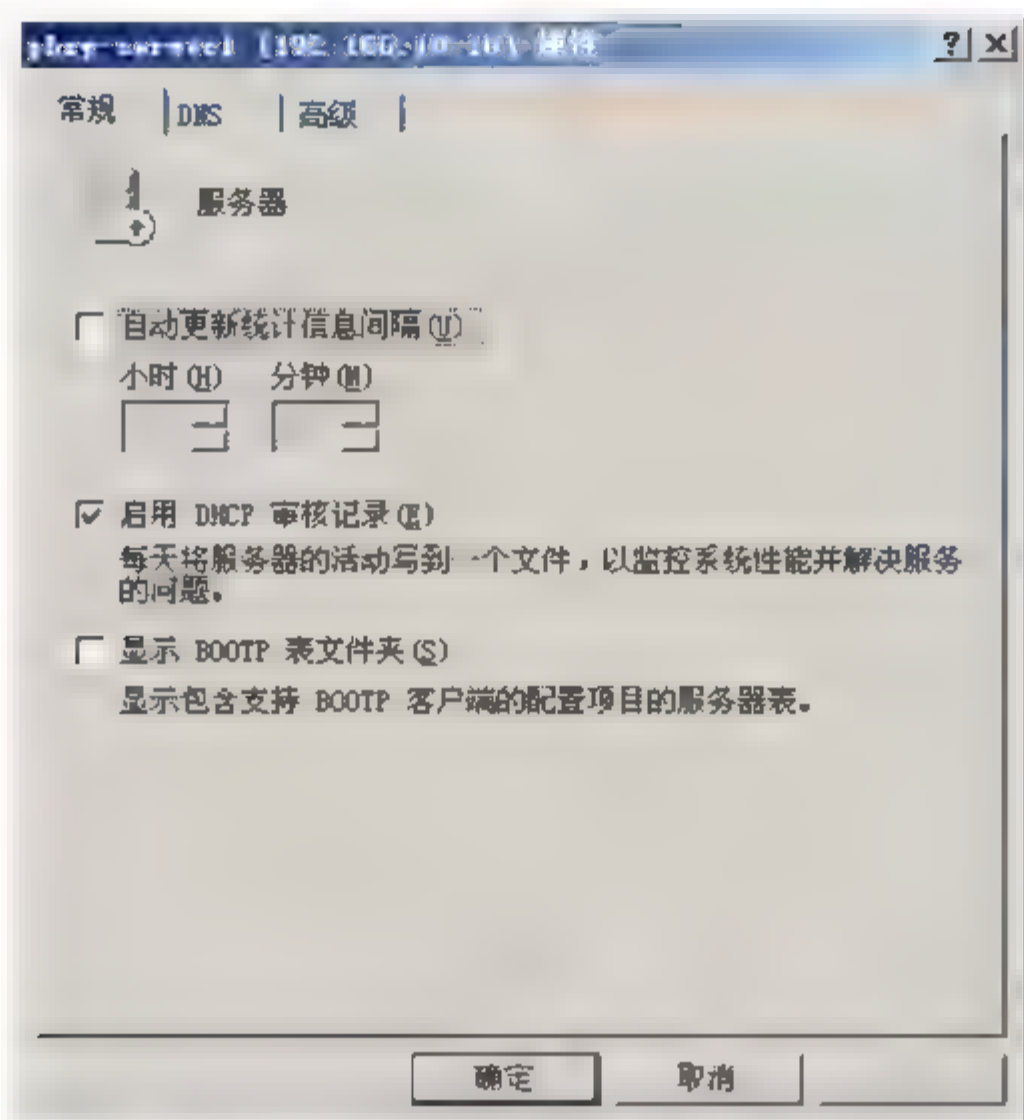 属性
常规 DNS 高级
服务器
自动更新统计信息间隔(U)
小时(H) 分钟(M)
启用 DHCP 审核记录(E)
每天将服务器的活动写到一个文件，以监控系统性能并解决服务
的问题。
显示 BOOTP 表文件夹(S)
显示包含支持 BOOTP 客户端的配置项目的服务器表。
确定 取消